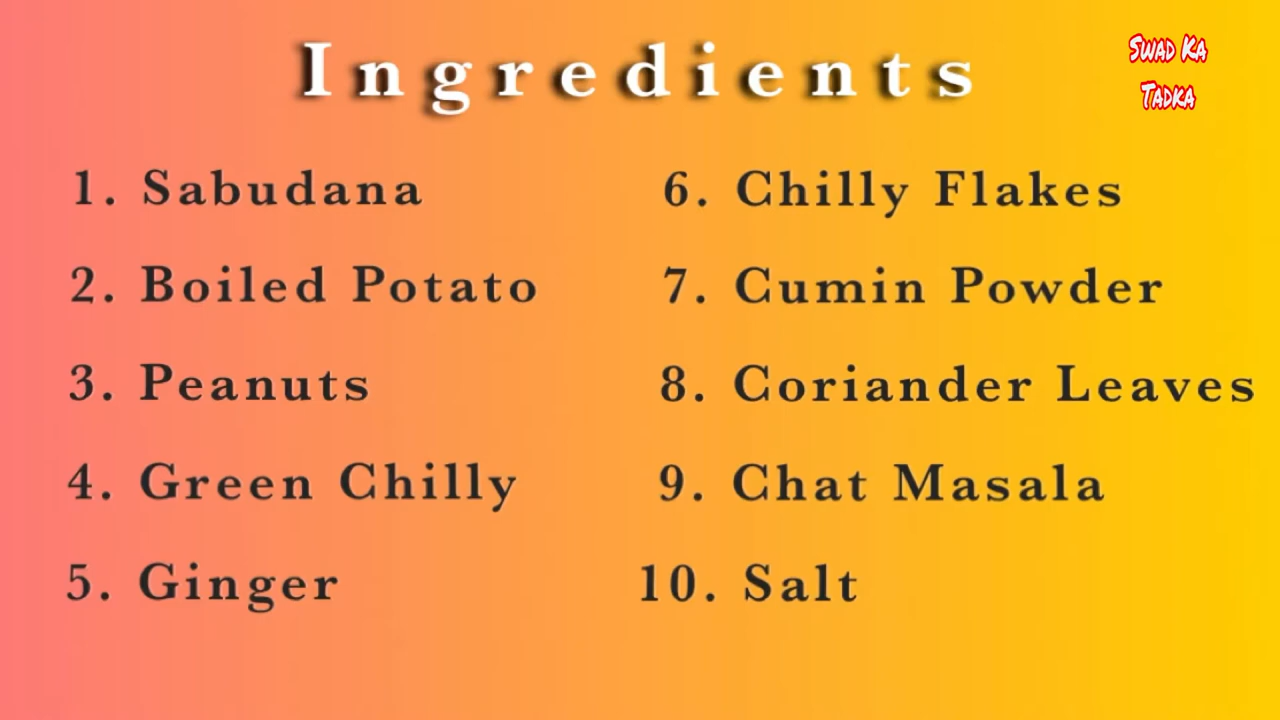 Ingredients
Swad Ka
Tadka
1. Sabudana
2. Boiled Potato
3. Peanuts
4. Green Chilly
5. Ginger
6. Chilly Flakes
7. Cumin Powder
8. Coriander Leaves
9. Chat Masala
10. Salt